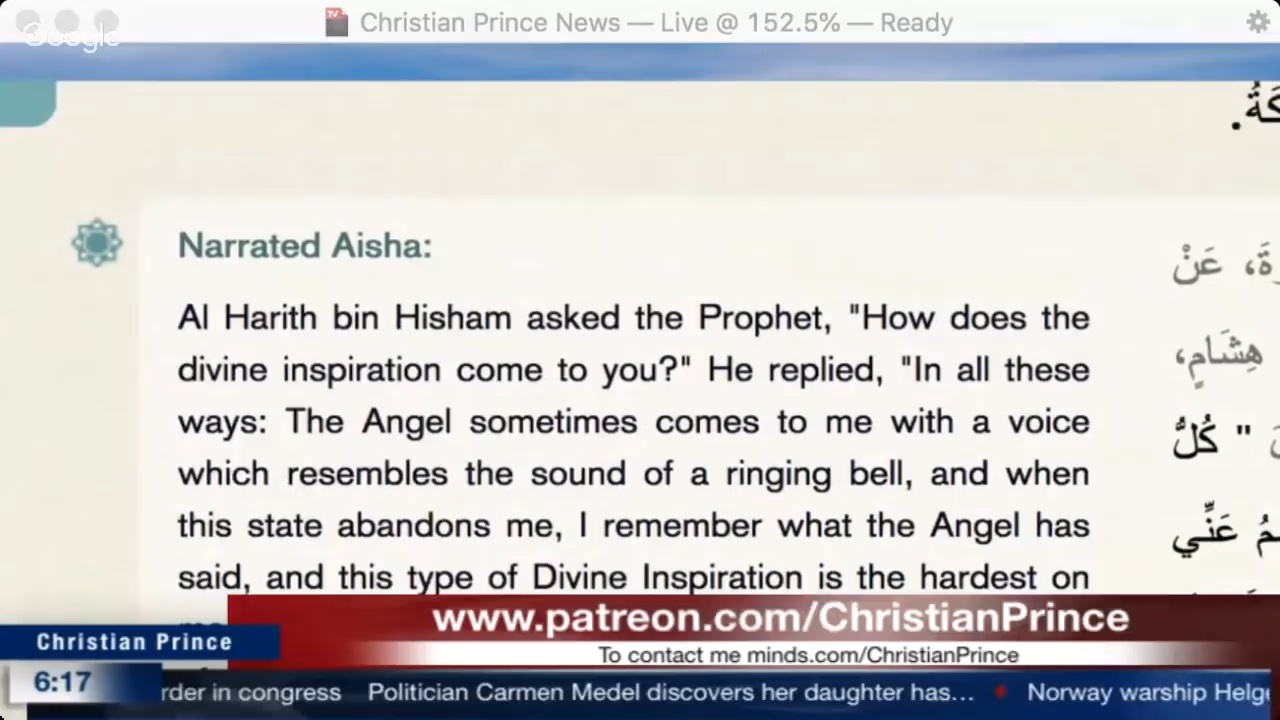 Christian Prince News — Live @ 152.5% — Ready
Google
كَةُ.
Narrated Aisha:
Al Harith bin Hisham asked the Prophet, "How does the
divine inspiration come to you?" He replied, "In all these
ways: The Angel sometimes comes to me with a voice
which resembles the sound of a ringing bell, and when
this state abandons me, I remember what the Angel has
said, and this type of Divine Inspiration is the hardest on
رَةَ، عَنْ
هِشَامٍ،
" كُلُّ
مُ عَنِّي
www.patreon.com/ChristianPrince
To contact me minds.com/ChristianPrince
Christian Prince
6:17
rder in congress Politician Carmen Medel discovers her daughter has... Norway warship Helge